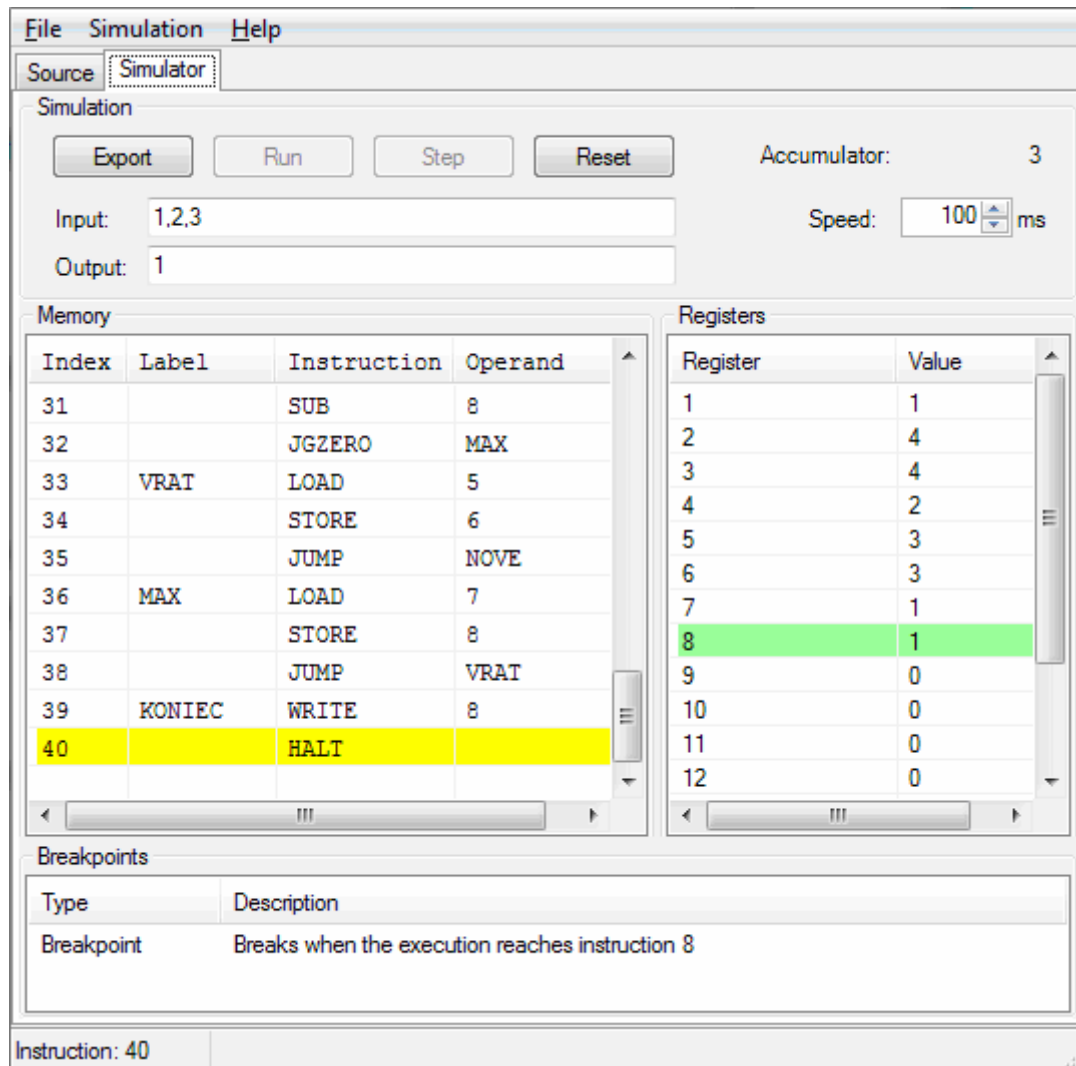 File Simulation Help
Source Simulator
Simulation
Export Run Step Reset Accumulator: 3
Input: 1,2,3 Speed: 100 ms
Output: 1
Memory Registers
Index Label Instruction Operand Register Value
31 SUB 8
32 JGZERO MAX
33 VRAT LOAD 5
34 STORE 6
35 JUMP NOVE
36 MAX LOAD 7
37 STORE 8
38 JUMP VRAT
39 KONIEC WRITE 8
40 HALT
1 1
2 4
3 4
4 2
5 3
6 3
7 1
8 1
9 0
10 0
11 0
12 0
Breakpoints
Type Description
Breakpoint Breaks when the execution reaches instruction 8
Instruction: 40